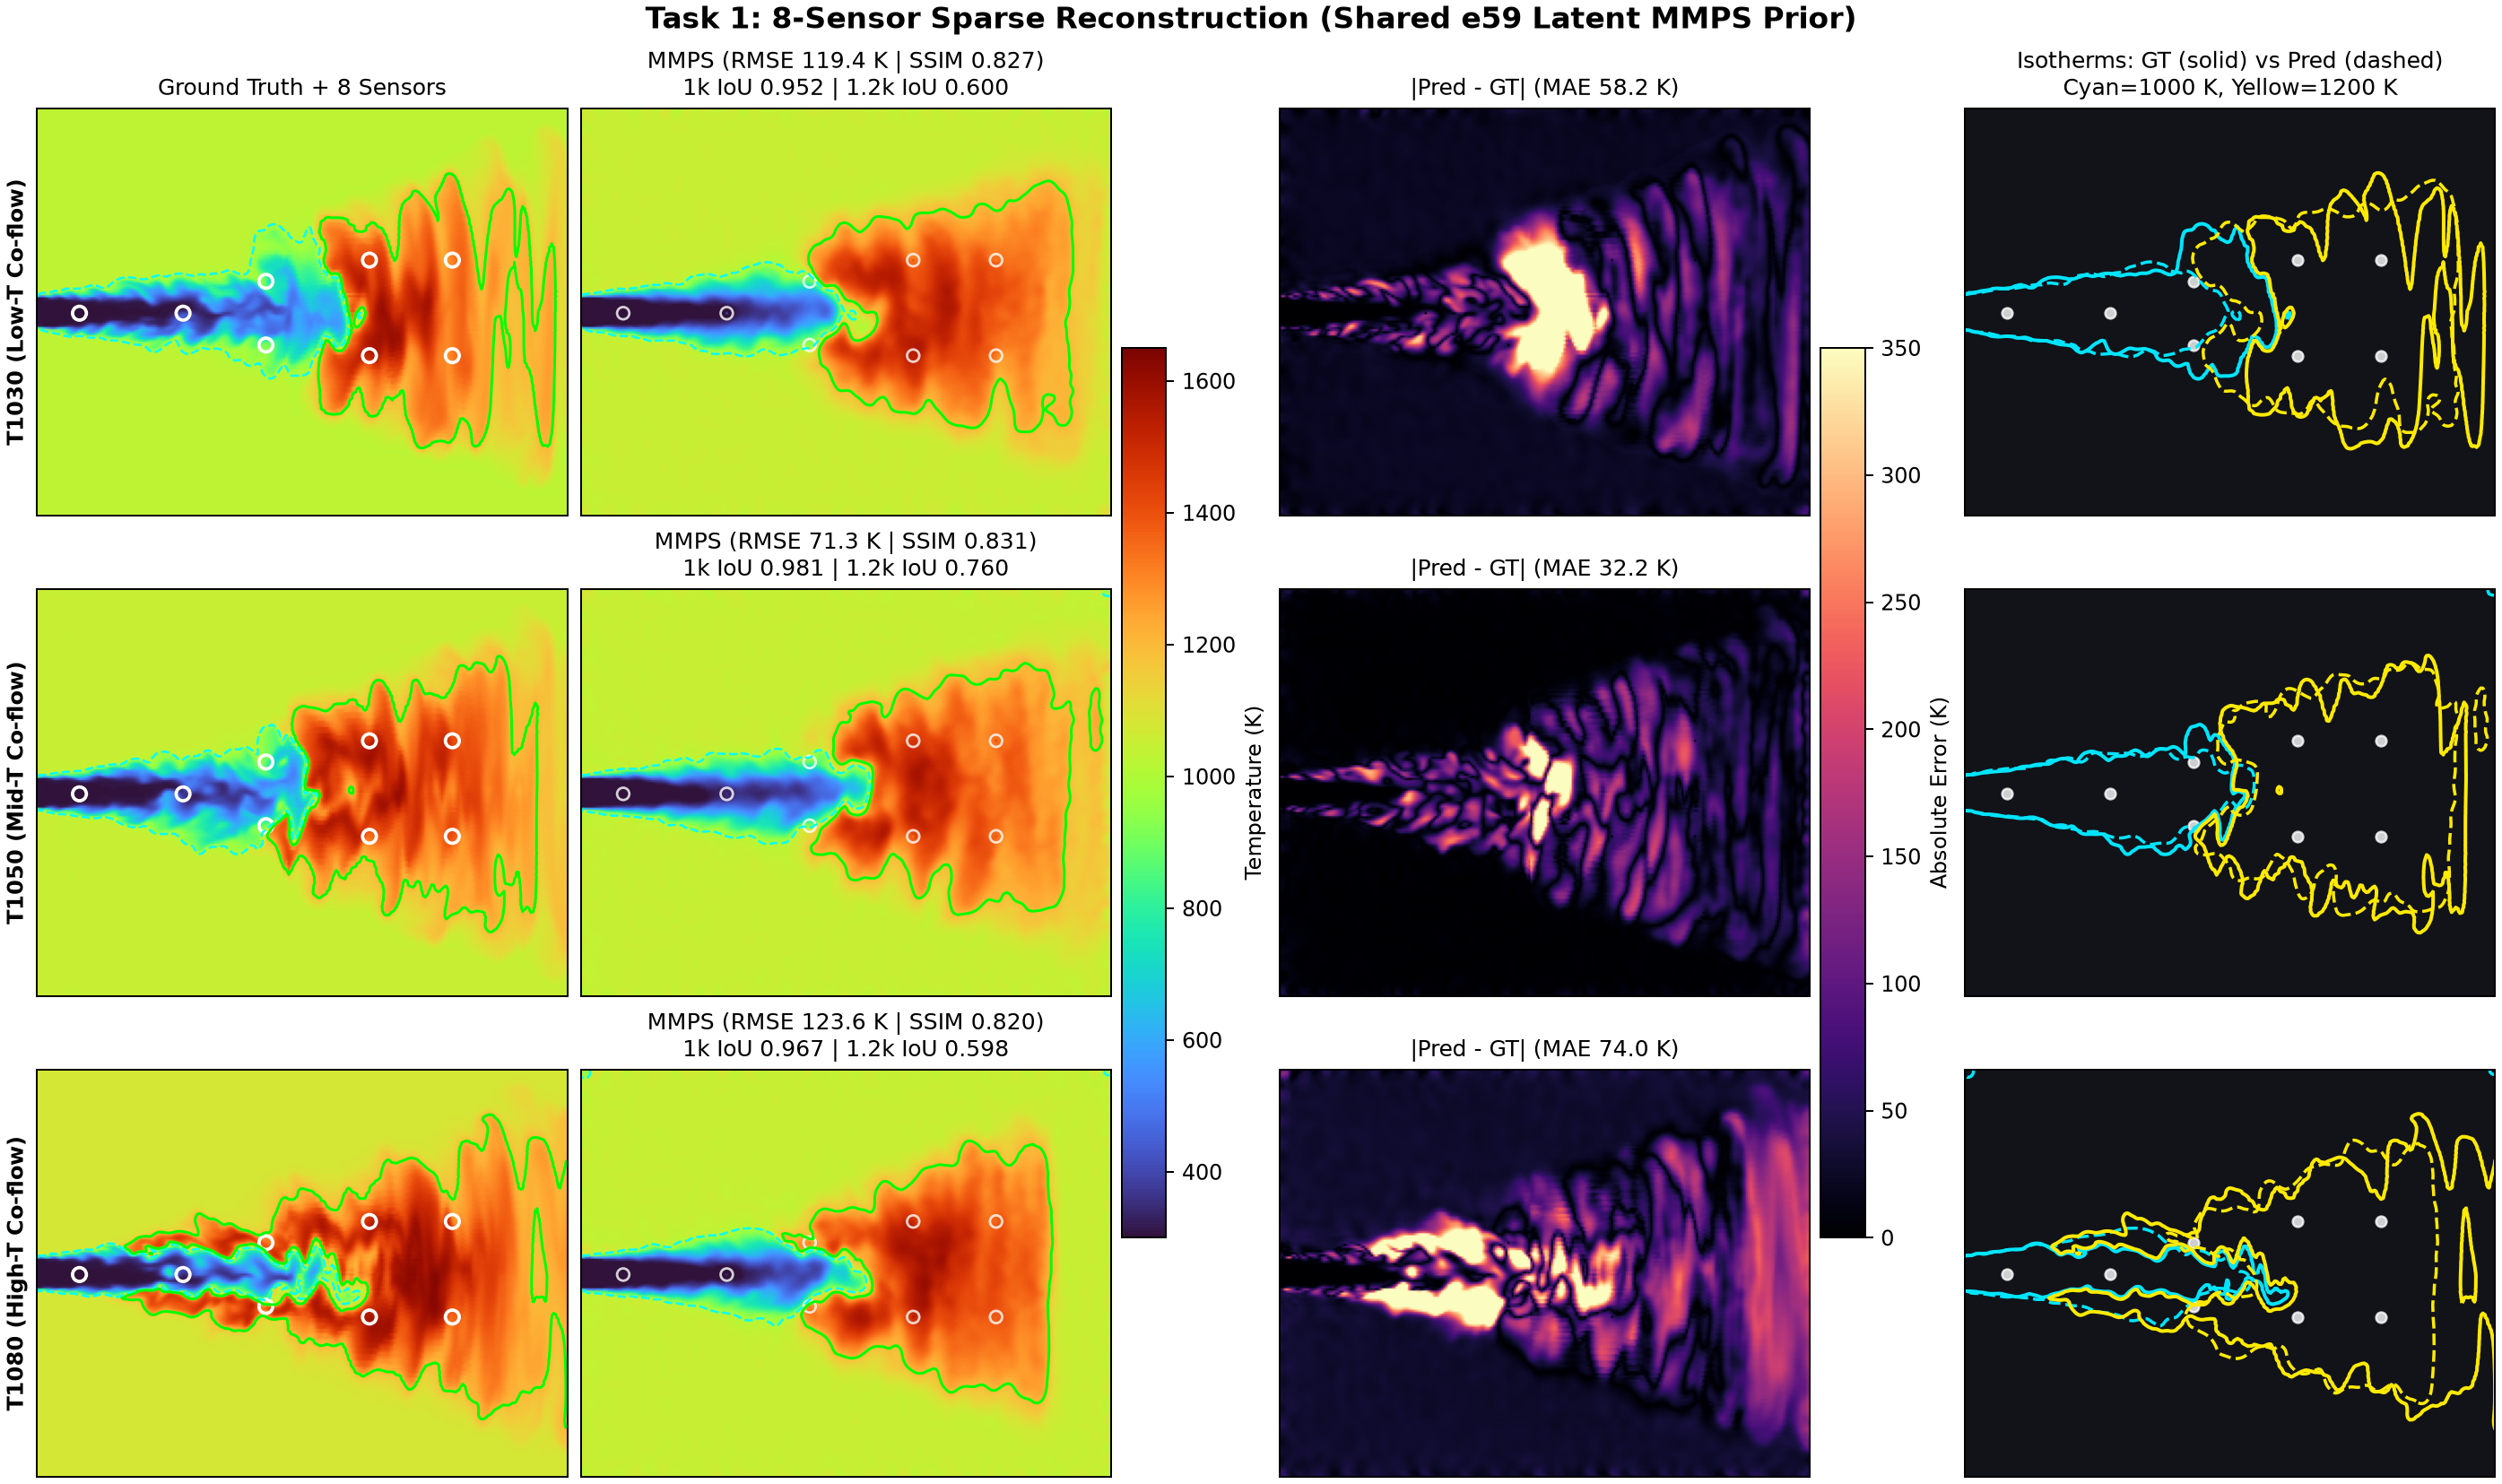 Task 1: 8-Sensor Sparse Reconstruction (Shared e59 Latent MMPS Prior)
Ground Truth + 8 Sensors
MMPS (RMSE 119.4 K | SSIM 0.827)
1k IoU 0.952 | 1.2k IoU 0.600
|Pred - GT| (MAE 58.2 K)
Isotherms: GT (solid) vs Pred (dashed)
Cyan=1000 K, Yellow=1200 K
T1030 (Low-T Co-flow)
MMPS (RMSE 71.3 K | SSIM 0.831)
1k IoU 0.981 | 1.2k IoU 0.760
|Pred - GT| (MAE 32.2 K)
T1050 (Mid-T Co-flow)
MMPS (RMSE 123.6 K | SSIM 0.820)
1k IoU 0.967 | 1.2k IoU 0.598
|Pred - GT| (MAE 74.0 K)
T1080 (High-T Co-flow)
1600
1400
1200
1000
800
600
400
Temperature (K)
350
300
250
200
150
100
50
0
Absolute Error (K)